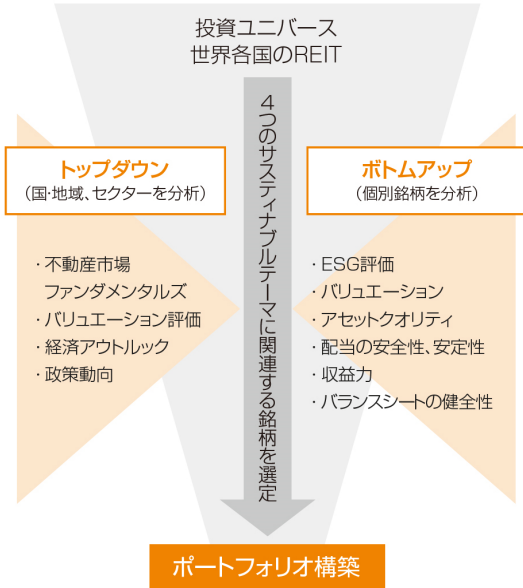 投資ユニバース
世界各国のREIT
4つのサスティナブルテーマに関連する銘柄を選定
トップダウン
（国・地域、セクターを分析）
・不動産市場
ファンダメンタルズ
・バリュエーション評価
・経済アウトルック
・政策動向
ボトムアップ
（個別銘柄を分析）
・ESG評価
・バリュエーション
・アセットクオリティ
・配当の安全性、安定性
・収益力
・バランスシートの健全性
ポートフォリオ構築